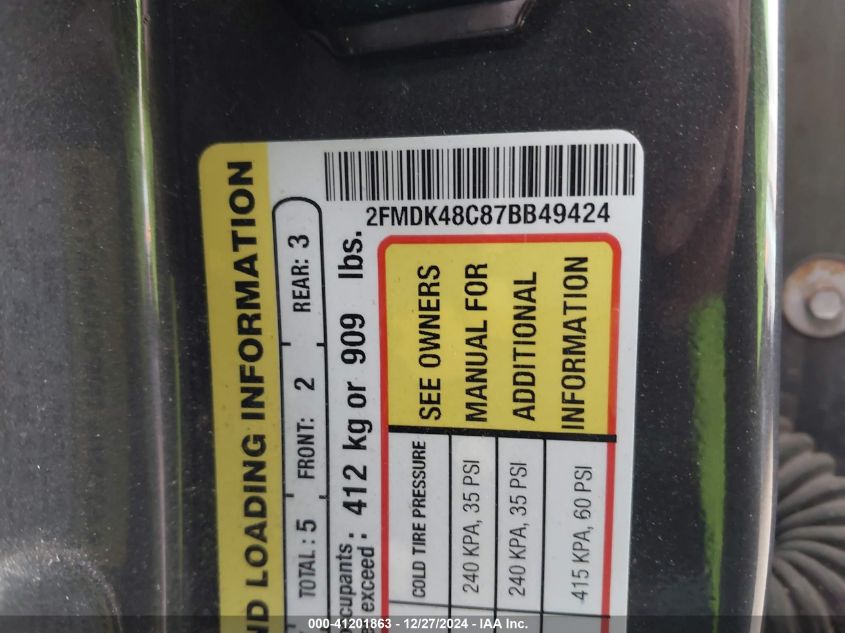 2FMDK48C87BB49424
ND LOADING INFORMATION
TOTAL: 5 FRONT: 2 REAR: 3
occupants
exceed: 412 kg or 909 lbs.
COLD TIRE PRESSURE
240 KPA, 35 PSI
240 KPA, 35 PSI
415 KPA, 60 PSI
SEE OWNERS
MANUAL FOR
ADDITIONAL
INFORMATION
000-41201863 - 12/27/2024 - IAA Inc.